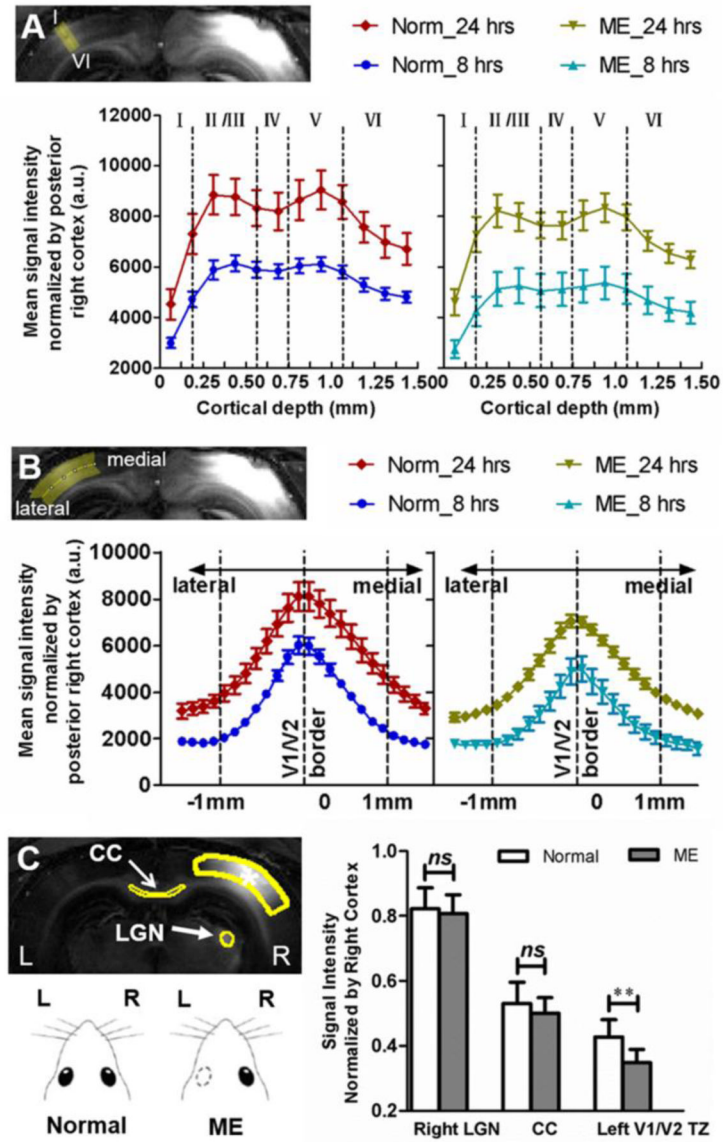 A
I
VI
Norm_24 hrs
ME_24 hrs
Norm_8 hrs
ME_8 hrs
Mean signal intensity
normalized by posterior
right cortex (a.u.)
12000
10000
8000
6000
4000
2000
I II /III IV V VI
I II /III IV V VI
0 0.25 0.50 0.75 1.0 1.25
0 0.25 0.50 0.75 1.0 1.25 1.50
Cortical depth (mm)
Cortical depth (mm)
B
medial
lateral
Norm_24 hrs
ME_24 hrs
Norm_8 hrs
ME_8 hrs
Mean signal intensity
normalized by
posterior right cortex (a.u.)
10000
8000
6000
4000
2000
0
lateral medial
lateral medial
V1/V2
border
V1/V2
border
-1mm 0 1mm
-1mm 0 1mm
C
CC
LGN
L R
L R
L R
Normal
ME
Signal Intensity
Normalized by Right Cortex
1.0
0.8
0.6
0.4
0.2
Normal
ME
ns
ns
**
Right LGN
CC
Left V1/V2 TZ